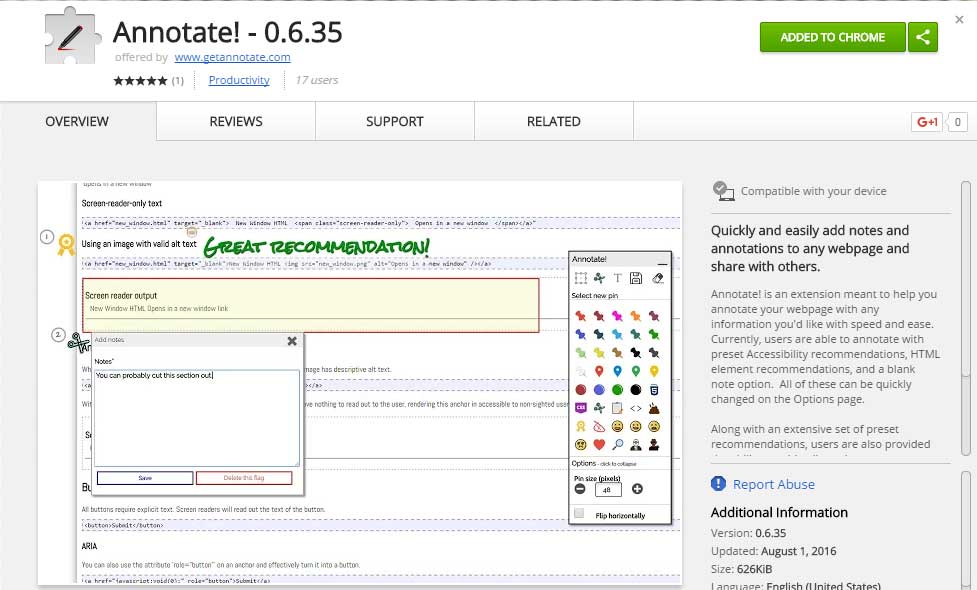 Annotate! - 0.6.35
offered by www.getannotate.com
(1) Productivity 17 users
ADDED TO CHROME
×
OVERVIEW REVIEWS SUPPORT RELATED
G+1 0
opens in a new window
Screen-reader-only text
<a href="new_window.html" target="_blank"> New Window HTML <span class="screen-reader-only"> Opens in a new window </span></a>"
1
Using an image with valid alt text
Great recommendation!
<a href="new_window.html" target="_blank">New Window HTML <img src="new_window.png" alt="Opens in a new window" /></a>
Screen reader output
New Window HTML Opens in a new window link
2
Add notes
Notes*
You can probably cut this section out.
Save Delete this flag
image has descriptive alt text.
</a>
have nothing to read out to the user, rendering this anchor in accessible to non-sighted user
All buttons require explicit text. Screen readers will read out the text of the button.
<button>Submit</button>
ARIA
You can also use the attribute 'role="button"' on an anchor and effectively turn it into a button.
<a href="javascript:void(0);" role="button">Submit</a>
Annotate!
T
Select new pin
CSS
<>
Options - click to collapse
Pin size (pixels)
48
Flip horizontally
Compatible with your device
Quickly and easily add notes and
annotations to any webpage and
share with others.
Annotate! is an extension meant to help you
annotate your webpage with any
information you'd like with speed and ease.
Currently, users are able to annotate with
preset Accessibility recommendations, HTML
element recommendations, and a blank
note option. All of these can be quickly
changed on the Options page.
Along with an extensive set of preset
recommendations, users are also provided
Report Abuse
Additional Information
Version: 0.6.35
Updated: August 1, 2016
Size: 626KiB
Language: English (United States)